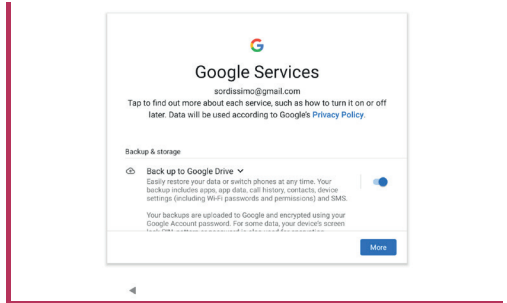 Google Services
sordissimo@gmail.com
Tap to find out more about each service, such as how to turn it on or off
later. Data will be used according to Google's Privacy Policy.
Backup & storage
Back up to Google Drive
Easily restore your data or switch phones at any time. Your
backup includes apps, app data, call history, contacts, device
settings (including Wi-Fi passwords and permissions) and SMS.
Your backups are uploaded to Google and encrypted using your
Google Account password. For some data, your device's screen
More